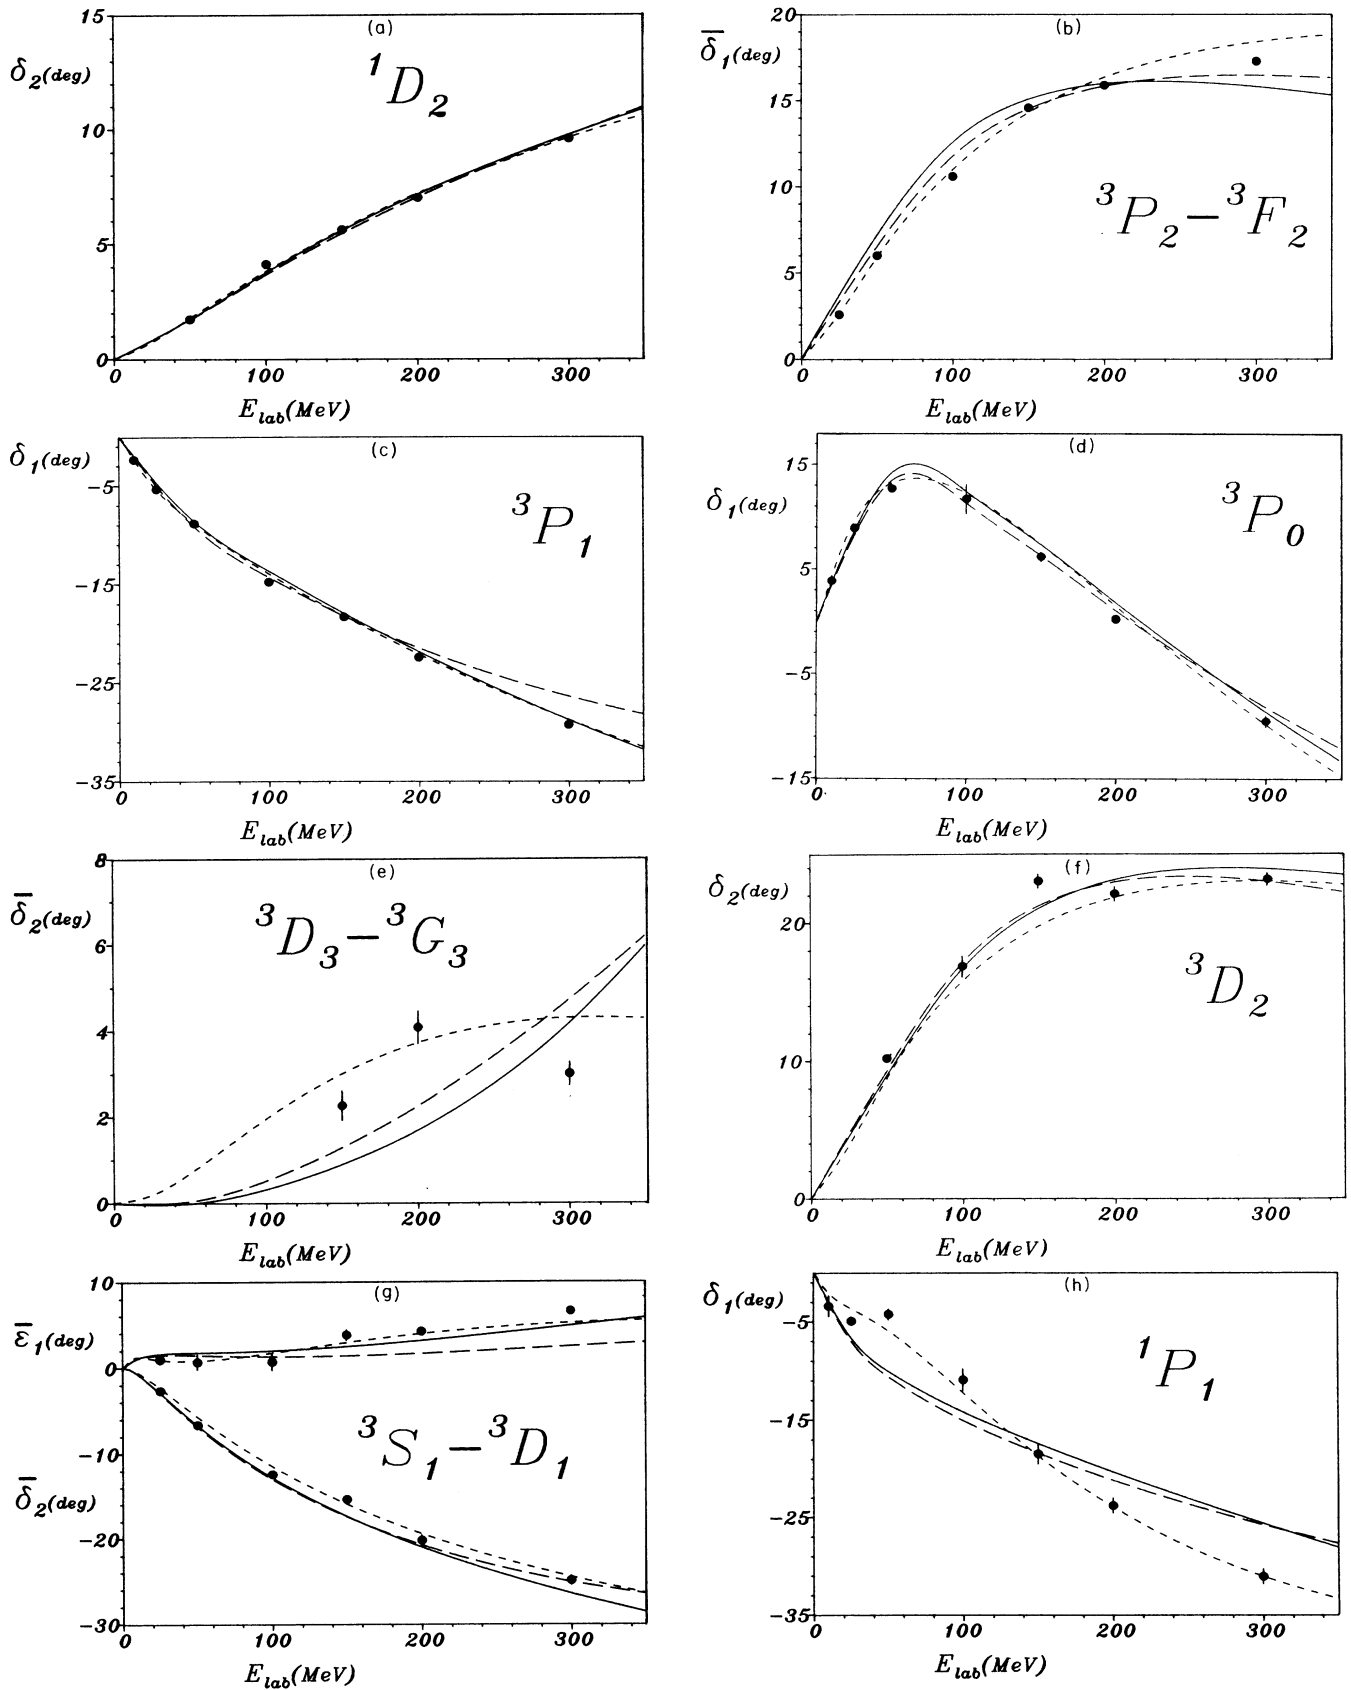 (a)
15
δ2(deg)
¹D₂
10
5
0
0 100 200 300
Elab(MeV)
(b)
20
δ̅1(deg)
15
³P₂-³F₂
10
5
0
0 100 200 300
Elab(MeV)
(c)
δ1(deg)
-5
³P₁
-15
-25
-35
0 100 200 300
Elab(MeV)
(d)
15
δ1(deg)
³P₀
5
-5
-15
0 100 200 300
Elab(MeV)
(e)
8
δ̅2(deg)
³D₃-³G₃
6
4
2
0
0 100 200 300
Elab(MeV)
(f)
δ2(deg)
20
³D₂
10
0
0 100 200 300
Elab(MeV)
(g)
10
ε̅1(deg)
0
³S₁-³D₁
-10
δ̅2(deg)
-20
-30
0 100 200 300
Elab(MeV)
(h)
δ1(deg)
-5
¹P₁
-15
-25
-35
0 100 200 300
Elab(MeV)